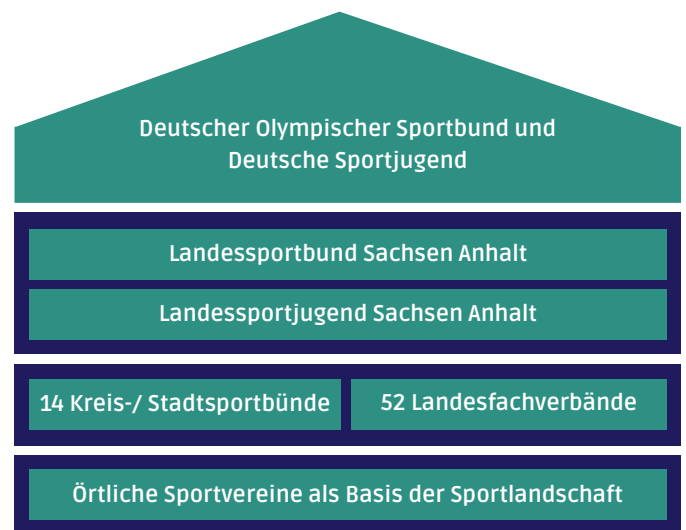 Deutscher Olympischer Sportbund und
Deutsche Sportjugend
Landessportbund Sachsen Anhalt
Landessportjugend Sachsen Anhalt
14 Kreis-/ Stadtsportbünde
52 Landesfachverbände
Örtliche Sportvereine als Basis der Sportlandschaft